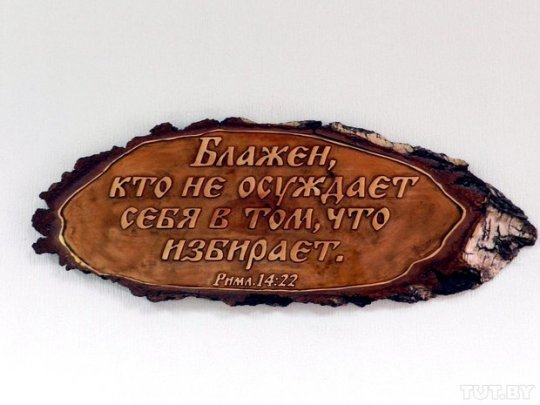 Блажен,
кто не осуждает
себя в том, что
избирает.
Римл.14:22
TUT.BY